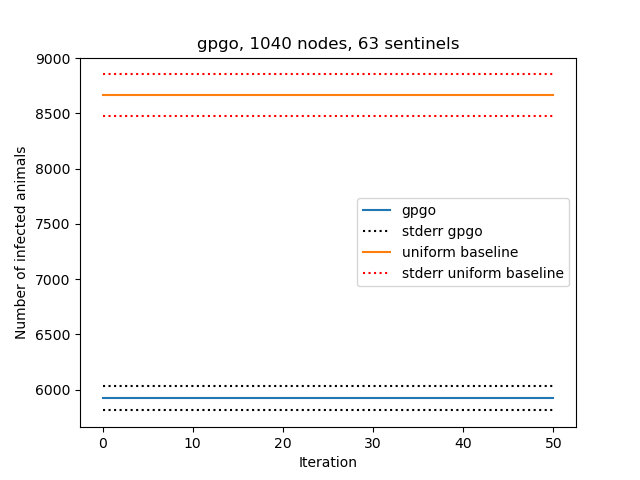 gpgo, 1040 nodes, 63 sentinels
9000
8500
8000
7500
7000
6500
6000
Number of infected animals
gpgo
stderr gpgo
uniform baseline
stderr uniform baseline
0 10 20 30 40 50
Iteration